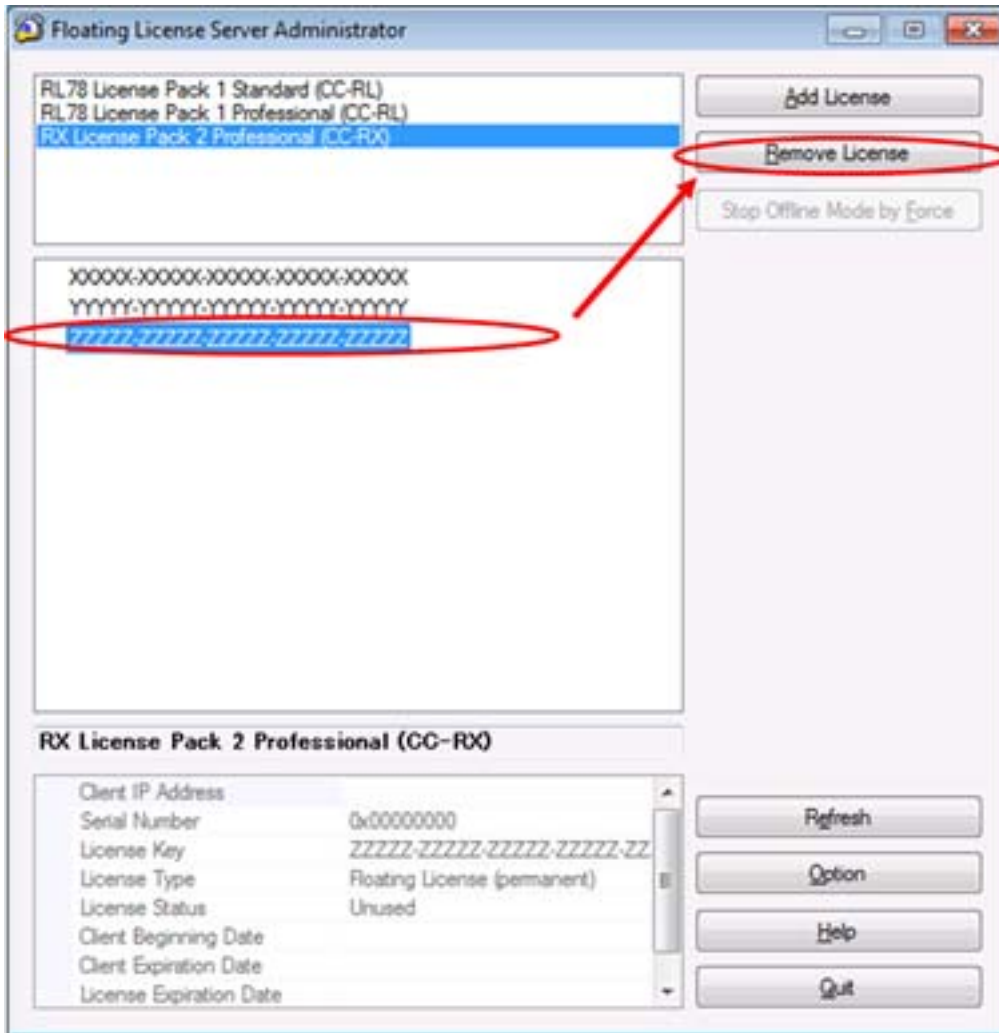 Floating License Server Administrator
RL78 License Pack 1 Standard (CC-RL)
RL78 License Pack 1 Professional (CC-RL)
RX License Pack 2 Professional (CC-RX)
Add License
Remove License
Stop Offline Mode by Force
XXXXX-XXXXX-XXXXX-XXXXX-XXXXX
YYYYY-YYYYY-YYYYY-YYYYY-YYYYY
ZZZZZ-ZZZZZ-ZZZZZ-ZZZZZ-ZZZZZ
RX License Pack 2 Professional (CC-RX)
Client IP Address
Serial Number 0x00000000
License Key ZZZZZ-ZZZZZ-ZZZZZ-ZZZZZ-ZZ
License Type Floating License (permanent)
License Status Unused
Client Beginning Date
Client Expiration Date
License Expiration Date
Refresh
Option
Help
Quit